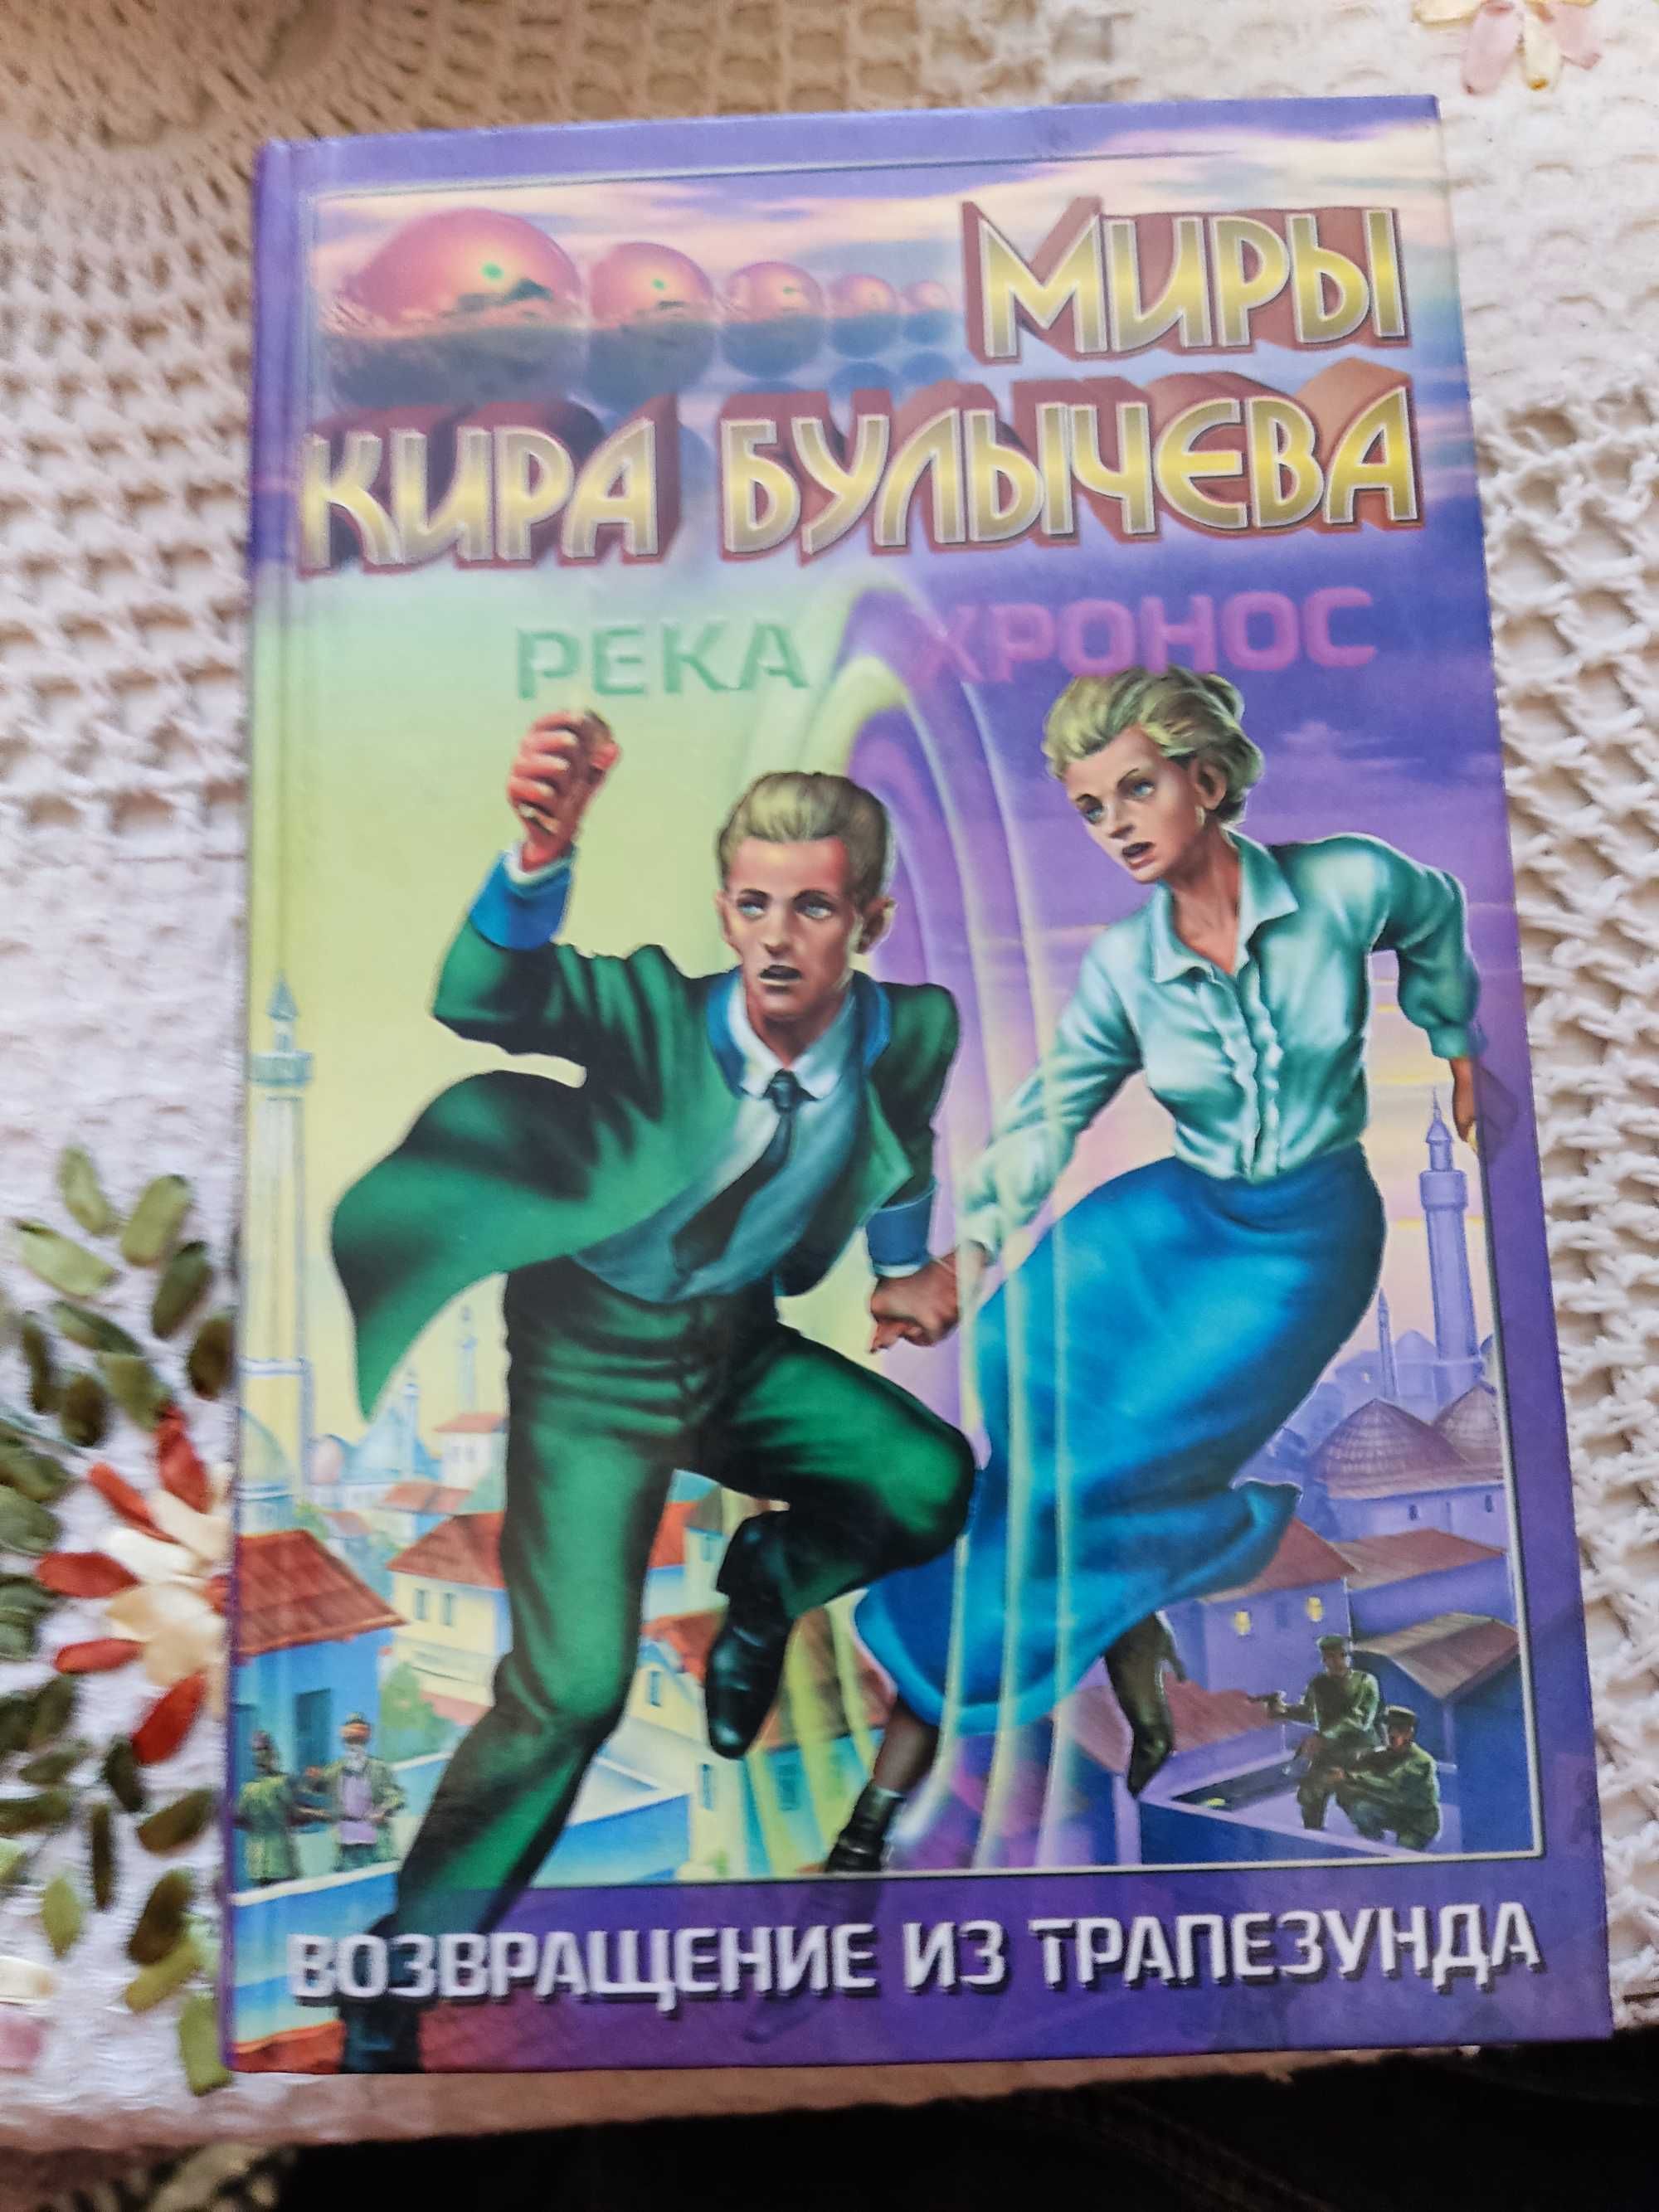 МИРЫ
КИРА БУЛЫЧЕВА
РЕКА ХРОНОС
ВОЗВРАЩЕНИЕ ИЗ ТРАПЕЗУНДА